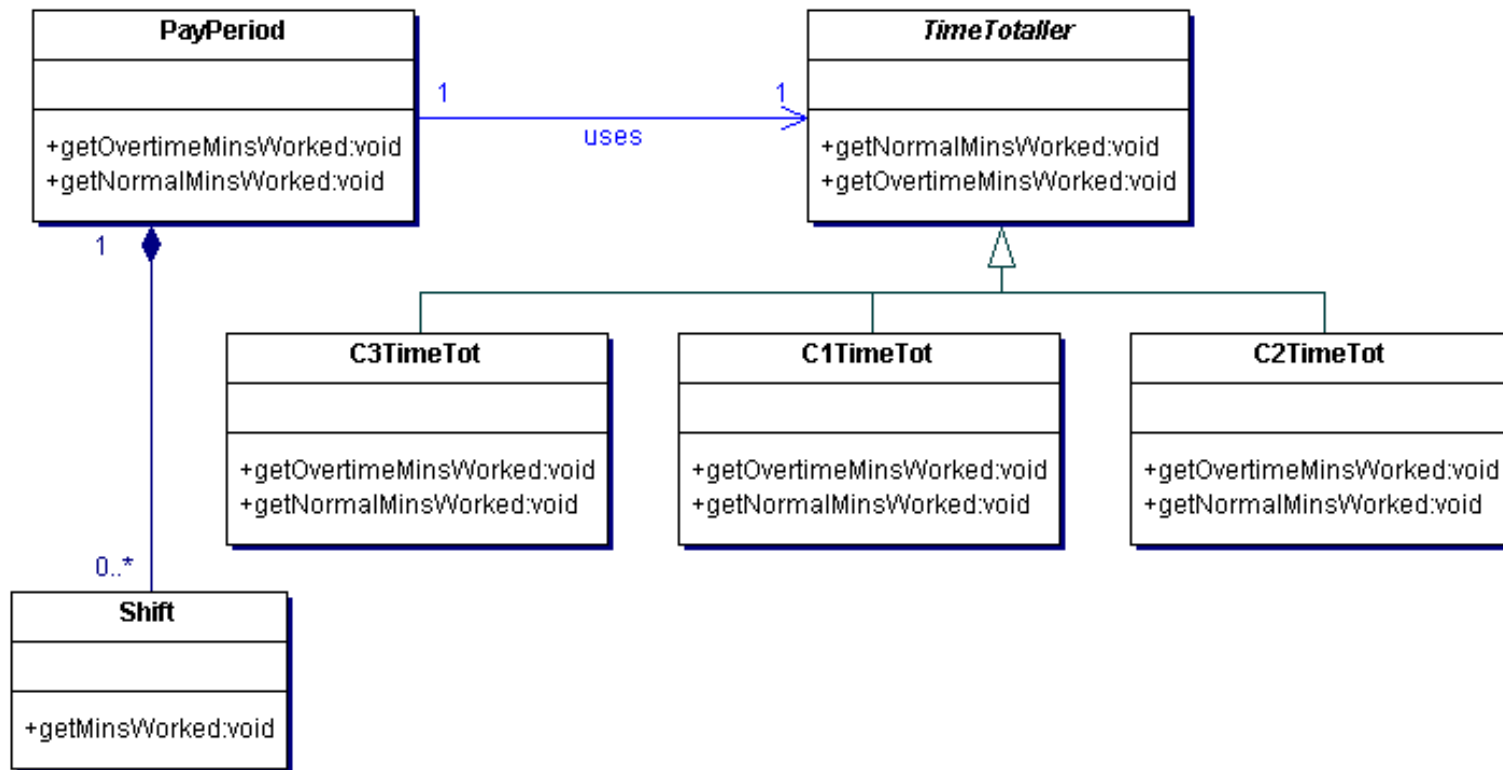 PayPeriod
+getOvertimeMinsWorked:void
+getNormalMinsWorked:void
1
1
uses
TimeTotaller
+getNormalMinsWorked:void
+getOvertimeMinsWorked:void
1
0..*
C3TimeTot
+getOvertimeMinsWorked:void
+getNormalMinsWorked:void
C1TimeTot
+getOvertimeMinsWorked:void
+getNormalMinsWorked:void
C2TimeTot
+getOvertimeMinsWorked:void
+getNormalMinsWorked:void
Shift
+getMinsWorked:void